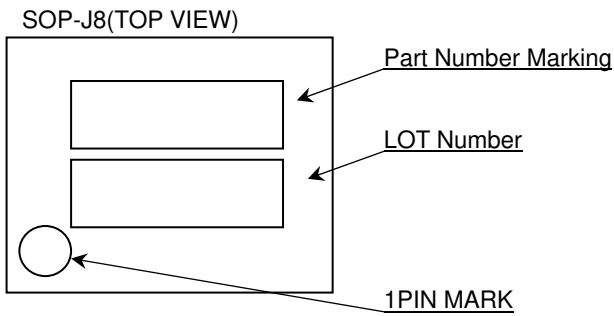 SOP-J8(TOP VIEW)
Part Number Marking
LOT Number
1PIN MARK